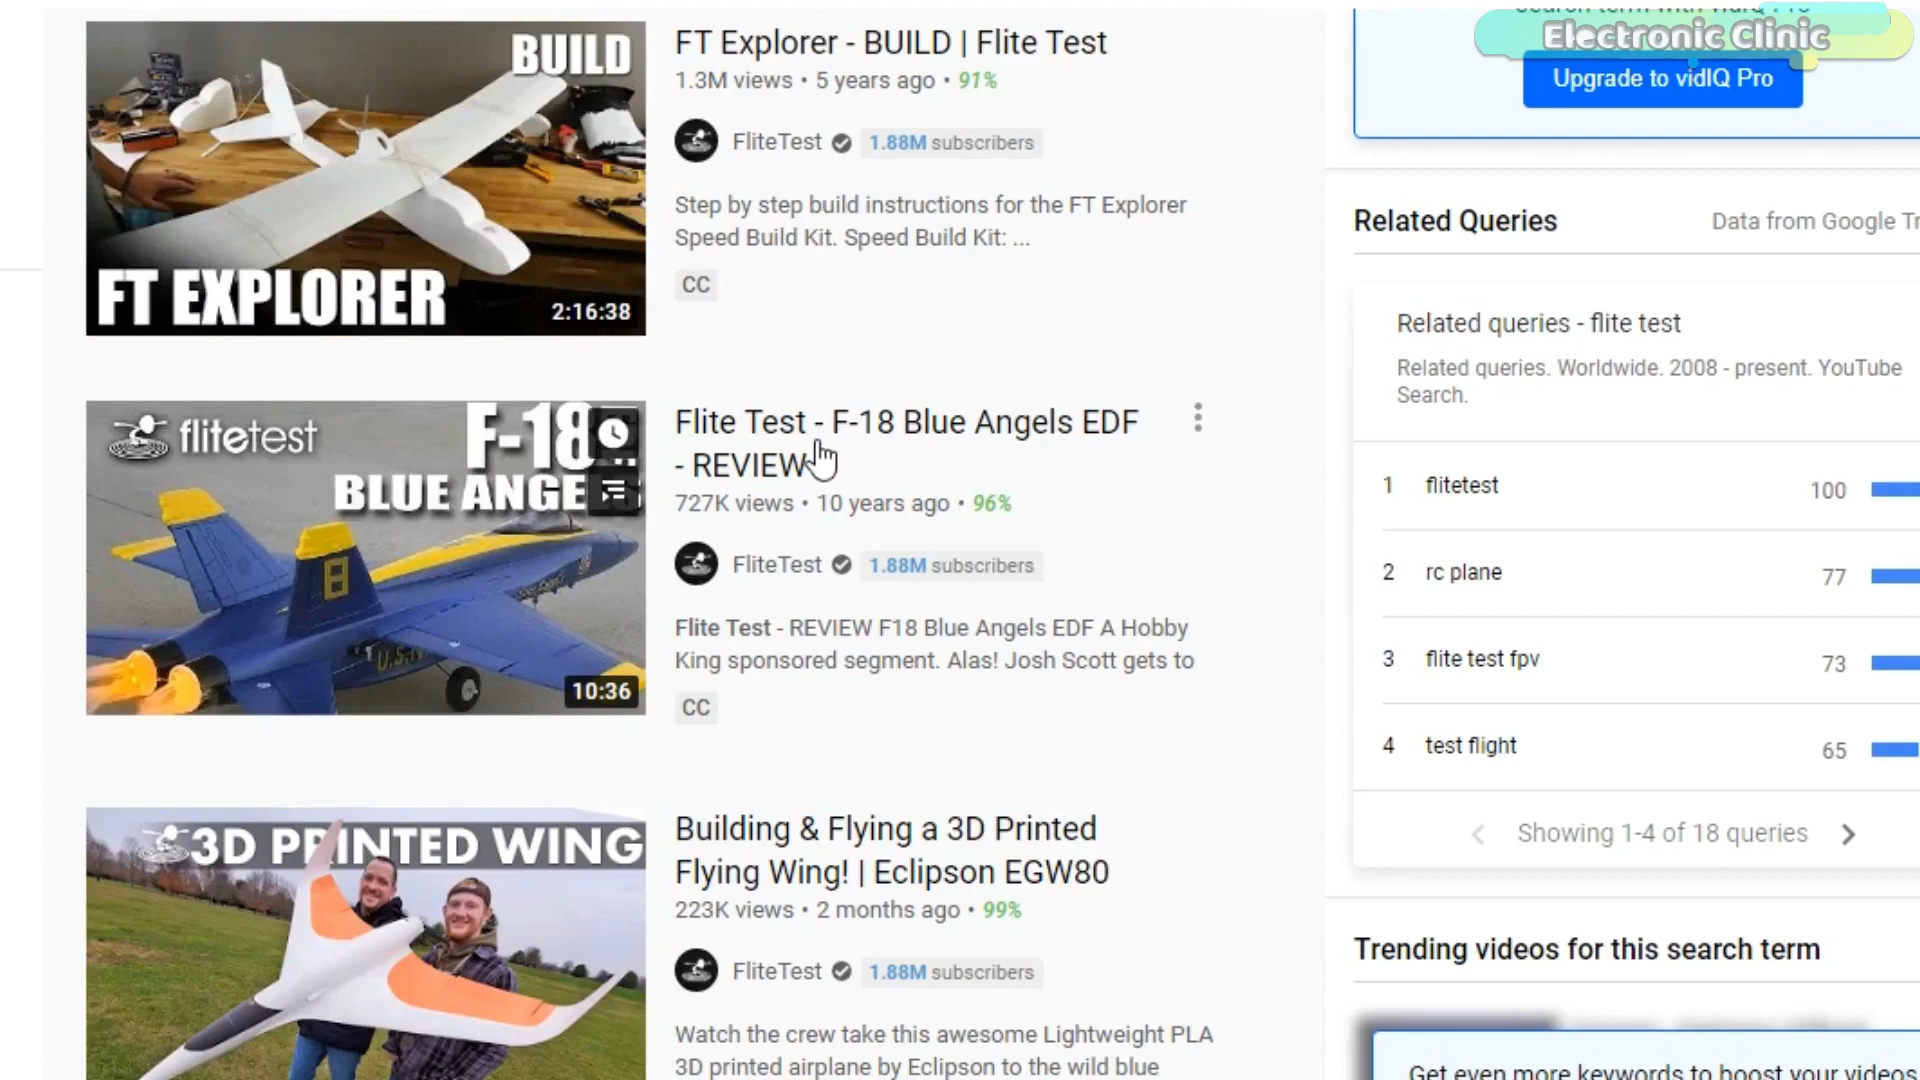 BUILD
FT EXPLORER
2:16:38
FT Explorer - BUILD | Flite Test
1.3M views • 5 years ago • 91%
FliteTest 1.88M subscribers
Step by step build instructions for the FT Explorer
Speed Build Kit. Speed Build Kit: ...
CC
flitetest
F-18
BLUE ANGE
8
10:36
Flite Test - F-18 Blue Angels EDF
- REVIEW
727K views • 10 years ago • 96%
FliteTest 1.88M subscribers
Flite Test - REVIEW F18 Blue Angels EDF A Hobby
King sponsored segment. Alas! Josh Scott gets to
CC
3D PRINTED WING
Building & Flying a 3D Printed
Flying Wing! | Eclipson EGW80
223K views • 2 months ago • 99%
FliteTest 1.88M subscribers
Watch the crew take this awesome Lightweight PLA
3D printed airplane by Eclipson to the wild blue
Electronic Clinic
Upgrade to vidIQ Pro
Related Queries Data from Google Tr
Related queries - flite test
Related queries. Worldwide. 2008 - present. YouTube
Search.
1 flitetest 100
2 rc plane 77
3 flite test fpv 73
4 test flight 65
Showing 1-4 of 18 queries
Trending videos for this search term
Get even more keywords to boost your videos